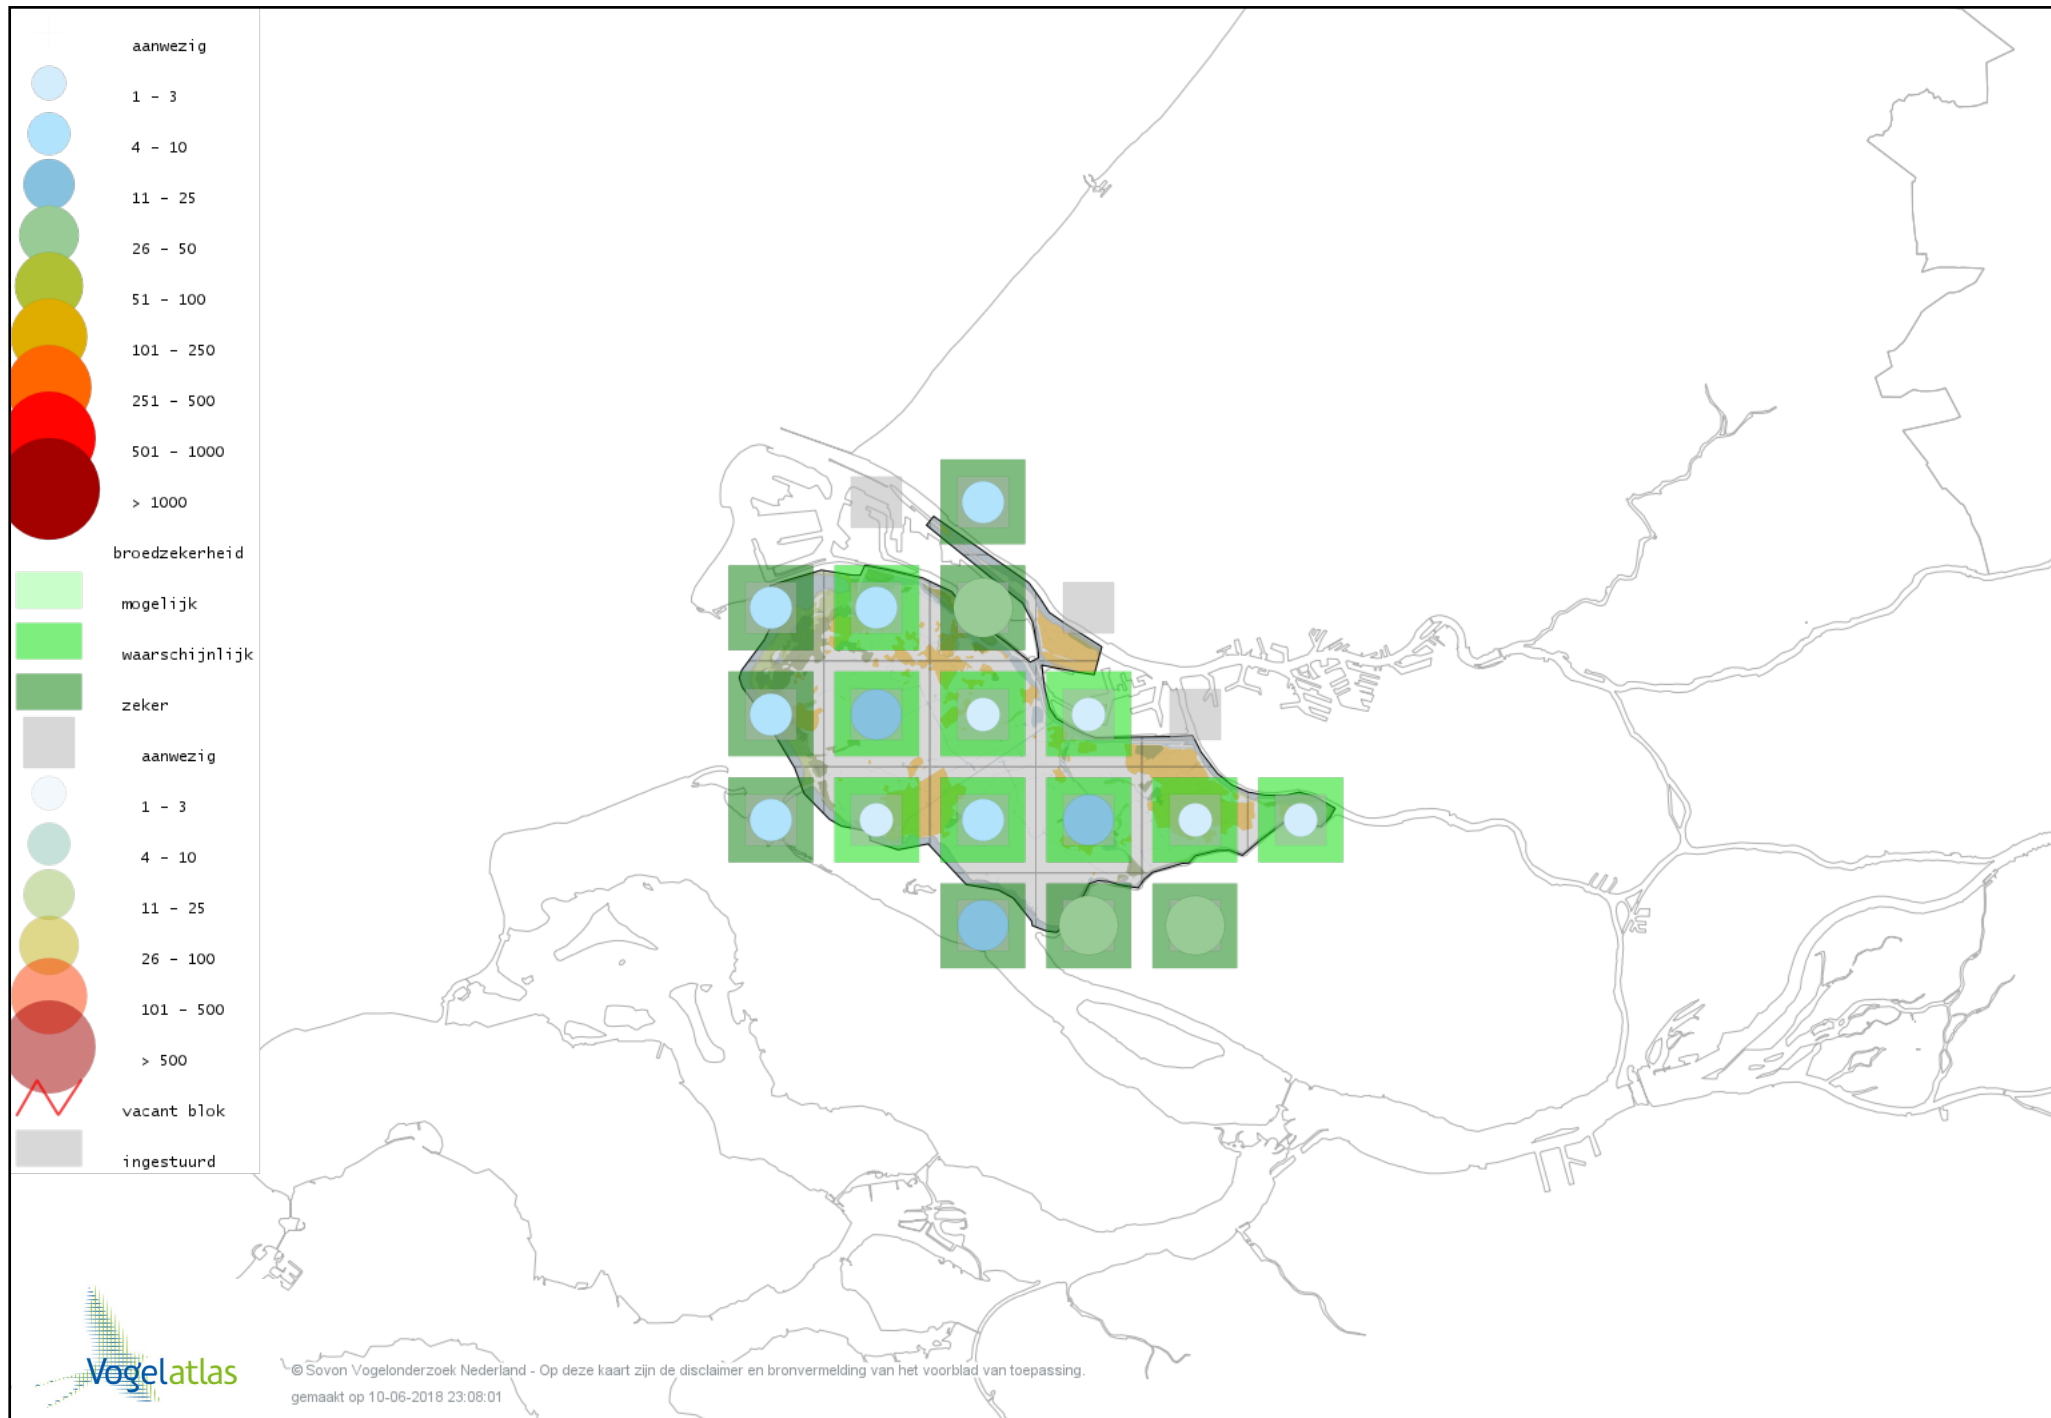 aanwezig
1 - 3
4 - 10
11 - 25
26 - 50
51 - 100
101 - 250
251 - 500
501 - 1000
> 1000
broedzekerheid
mogelijk
waarschijnlijk
zeker
aanwezig
1 - 3
4 - 10
11 - 25
26 - 100
101 - 500
> 500
vacant blok
ingestuurd
Vogelatlas
© Sovon Vogelonderzoek Nederland - Op deze kaart zijn de disclaimer en bronvermelding van het voorblad van toepassing.
gemaakt op 10-06-2018 23:08:01